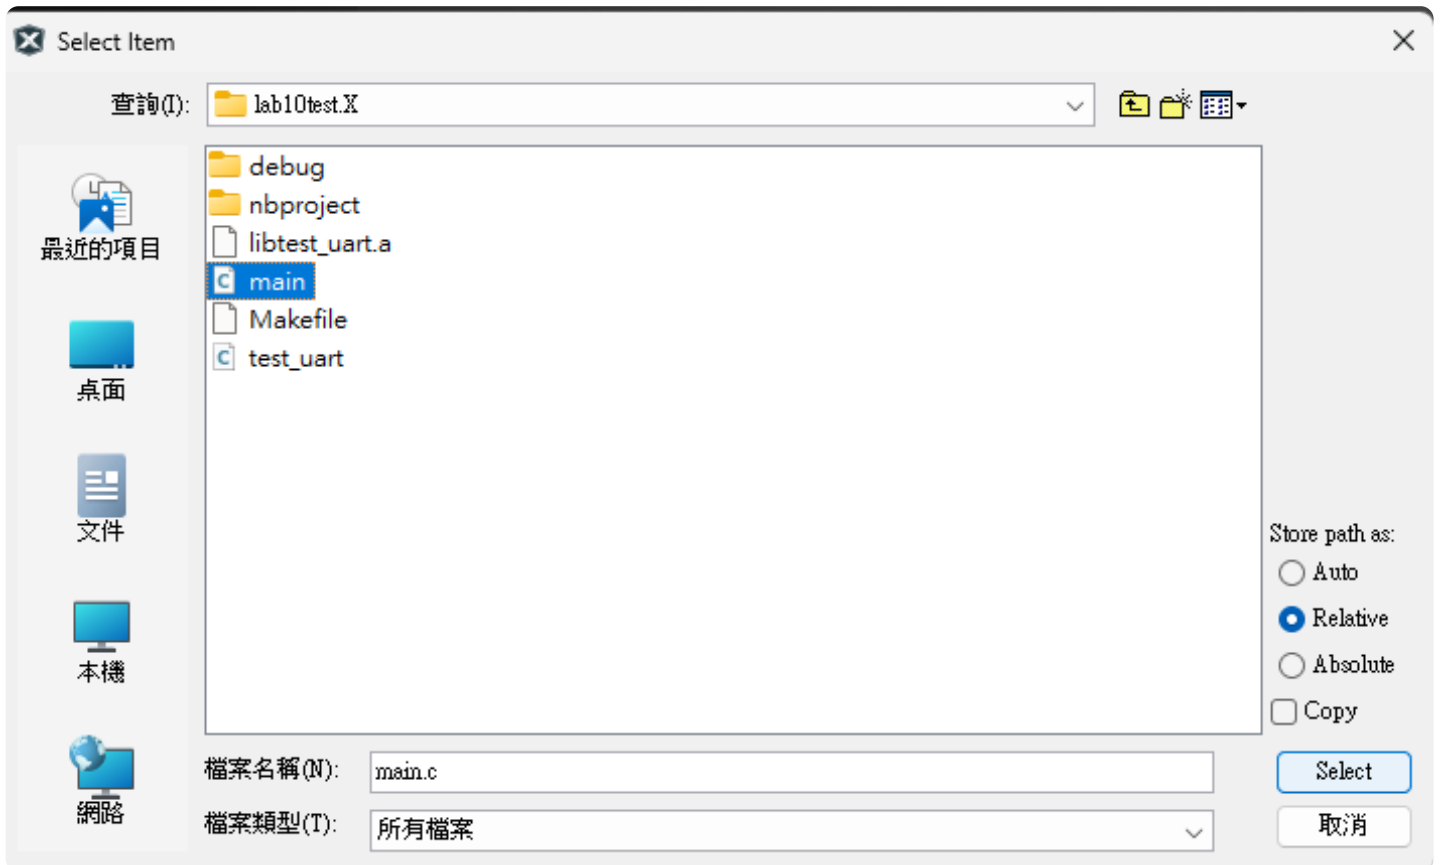 Select Item
查詢(I):
lab10test.X
最近的項目
桌面
文件
本機
網路
debug
nbproject
libtest_uart.a
main
Makefile
test_uart
Store path as:
Auto
Relative
Absolute
Copy
檔案名稱(N):
main.c
Select
檔案類型(T):
所有檔案
取消